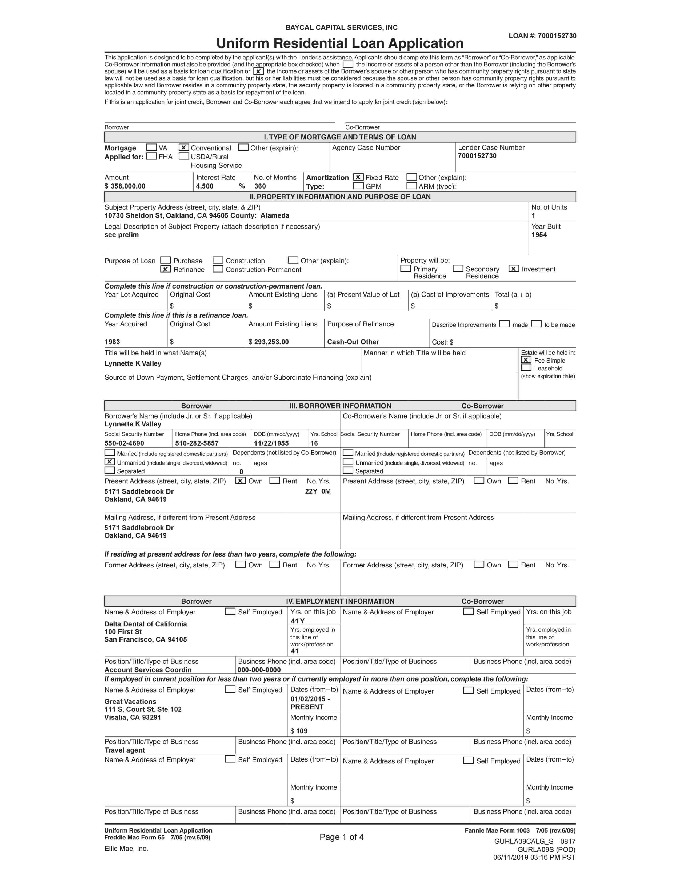 BAYCAL CAPITAL SERVICES, INC
LOAN #: 7000152730
Uniform Residential Loan Application
This application is designed to be completed by the applicant(s) with the Lender's assistance. Applicants should complete this form as "Borrower" or "Co-Borrower", as applicable.
Co-Borrower information must also be provided (and the appropriate box checked) when the income or assets of a person other than the Borrower (including the Borrower's
spouse) will be used as a basis for loan qualification or X the income or assets of the Borrower's spouse or other person who has community property rights pursuant to state
law will not be used as a basis for loan qualification, but his or her liabilities must be considered because the spouse or other person has community property rights pursuant to
applicable law and Borrower resides in a community property state, the security property is located in a community property state, or the Borrower is relying on other property
located in a community property state as a basis for repayment of the loan.
If this is an application for joint credit, Borrower and Co-Borrower each agree that we intend to apply for joint credit (sign below):
Borrower Co-Borrower
I. TYPE OF MORTGAGE AND TERMS OF LOAN
Mortgage VA X Conventional Other (explain): Agency Case Number Lender Case Number
Applied for: FHA USDA/Rural 7000152730
Housing Service
Amount Interest Rate No. of Months Amortization X Fixed Rate Other (explain):
$ 358,000.00 4.500 % 360 Type: GPM ARM (type):
II. PROPERTY INFORMATION AND PURPOSE OF LOAN
Subject Property Address (street, city, state, & ZIP) No. of Units
10730 Sheldon St, Oakland, CA 94605 County: Alameda 1
Legal Description of Subject Property (attach description if necessary) Year Built
see prelim 1954
Purpose of Loan Purchase Construction Other (explain): Property will be:
X Refinance Construction-Permanent Primary Residence Secondary Residence X Investment
Complete this line if construction or construction-permanent loan.
Year Lot Acquired Original Cost Amount Existing Liens (a) Present Value of Lot (b) Cost of Improvements Total (a + b)
$ $ $ $ $
Complete this line if this is a refinance loan.
Year Acquired Original Cost Amount Existing Liens Purpose of Refinance Describe Improvements made to be made
1983 $ $ 293,253.00 Cash-Out Other Cost: $
Title will be held in what Name(s) Manner in which Title will be held Estate will be held in:
Lynnette K Valley X Fee Simple
Leasehold
Source of Down Payment, Settlement Charges, and/or Subordinate Financing (explain) (show expiration date)
Borrower III. BORROWER INFORMATION Co-Borrower
Borrower's Name (include Jr. or Sr. if applicable) Co-Borrower's Name (include Jr. or Sr. if applicable)
Lynnette K Valley
Social Security Number Home Phone (incl. area code) DOB (mm/dd/yyyy) Yrs. School Social Security Number Home Phone (incl. area code) DOB (mm/dd/yyyy) Yrs. School
550-02-4690 510-282-5857 11/22/1955 16
Married (include registered domestic partners) Dependents (not listed by Co-Borrower) Married (include registered domestic partners) Dependents (not listed by Borrower)
X Unmarried (include single, divorced, widowed) no. ages Unmarried (include single, divorced, widowed) no. ages
Separated 0 Separated
Present Address (street, city, state, ZIP) X Own Rent No. Yrs. Present Address (street, city, state, ZIP) Own Rent No. Yrs.
5171 Saddlebrook Dr 22Y 0M
Oakland, CA 94619
Mailing Address, if different from Present Address Mailing Address, if different from Present Address
5171 Saddlebrook Dr
Oakland, CA 94619
If residing at present address for less than two years, complete the following:
Former Address (street, city, state, ZIP) Own Rent No. Yrs. Former Address (street, city, state, ZIP) Own Rent No. Yrs.
Borrower IV. EMPLOYMENT INFORMATION Co-Borrower
Name & Address of Employer Self Employed Yrs. on this job Name & Address of Employer Self Employed Yrs. on this job
Delta Dental of California 41 Y
100 First St Yrs. employed in this line of work/profession Yrs. employed in this line of work/profession
San Francisco, CA 94105 41
Position/Title/Type of Business Business Phone (incl. area code) Position/Title/Type of Business Business Phone (incl. area code)
Account Services Coordin 000-000-0000
If employed in current position for less than two years or if currently employed in more than one position, complete the following:
Name & Address of Employer Self Employed Dates (from–to) Name & Address of Employer Self Employed Dates (from–to)
Great Vacations 01/02/2015 -
111 S. Court St, Ste 102 PRESENT
Visalia, CA 93291 Monthly Income Monthly Income
$ 109 $
Position/Title/Type of Business Business Phone (incl. area code) Position/Title/Type of Business Business Phone (incl. area code)
Travel agent
Name & Address of Employer Self Employed Dates (from–to) Name & Address of Employer Self Employed Dates (from–to)
Monthly Income Monthly Income
$ $
Position/Title/Type of Business Business Phone (incl. area code) Position/Title/Type of Business Business Phone (incl. area code)
Uniform Residential Loan Application Fannie Mae Form 1003 7/05 (rev.6/09)
Freddie Mac Form 65 7/05 (rev.6/09) Page 1 of 4
GURLA09CALG_S 0817
Ellie Mae, Inc. GURLA09S (POD)
06/11/2019 03:16 PM PST